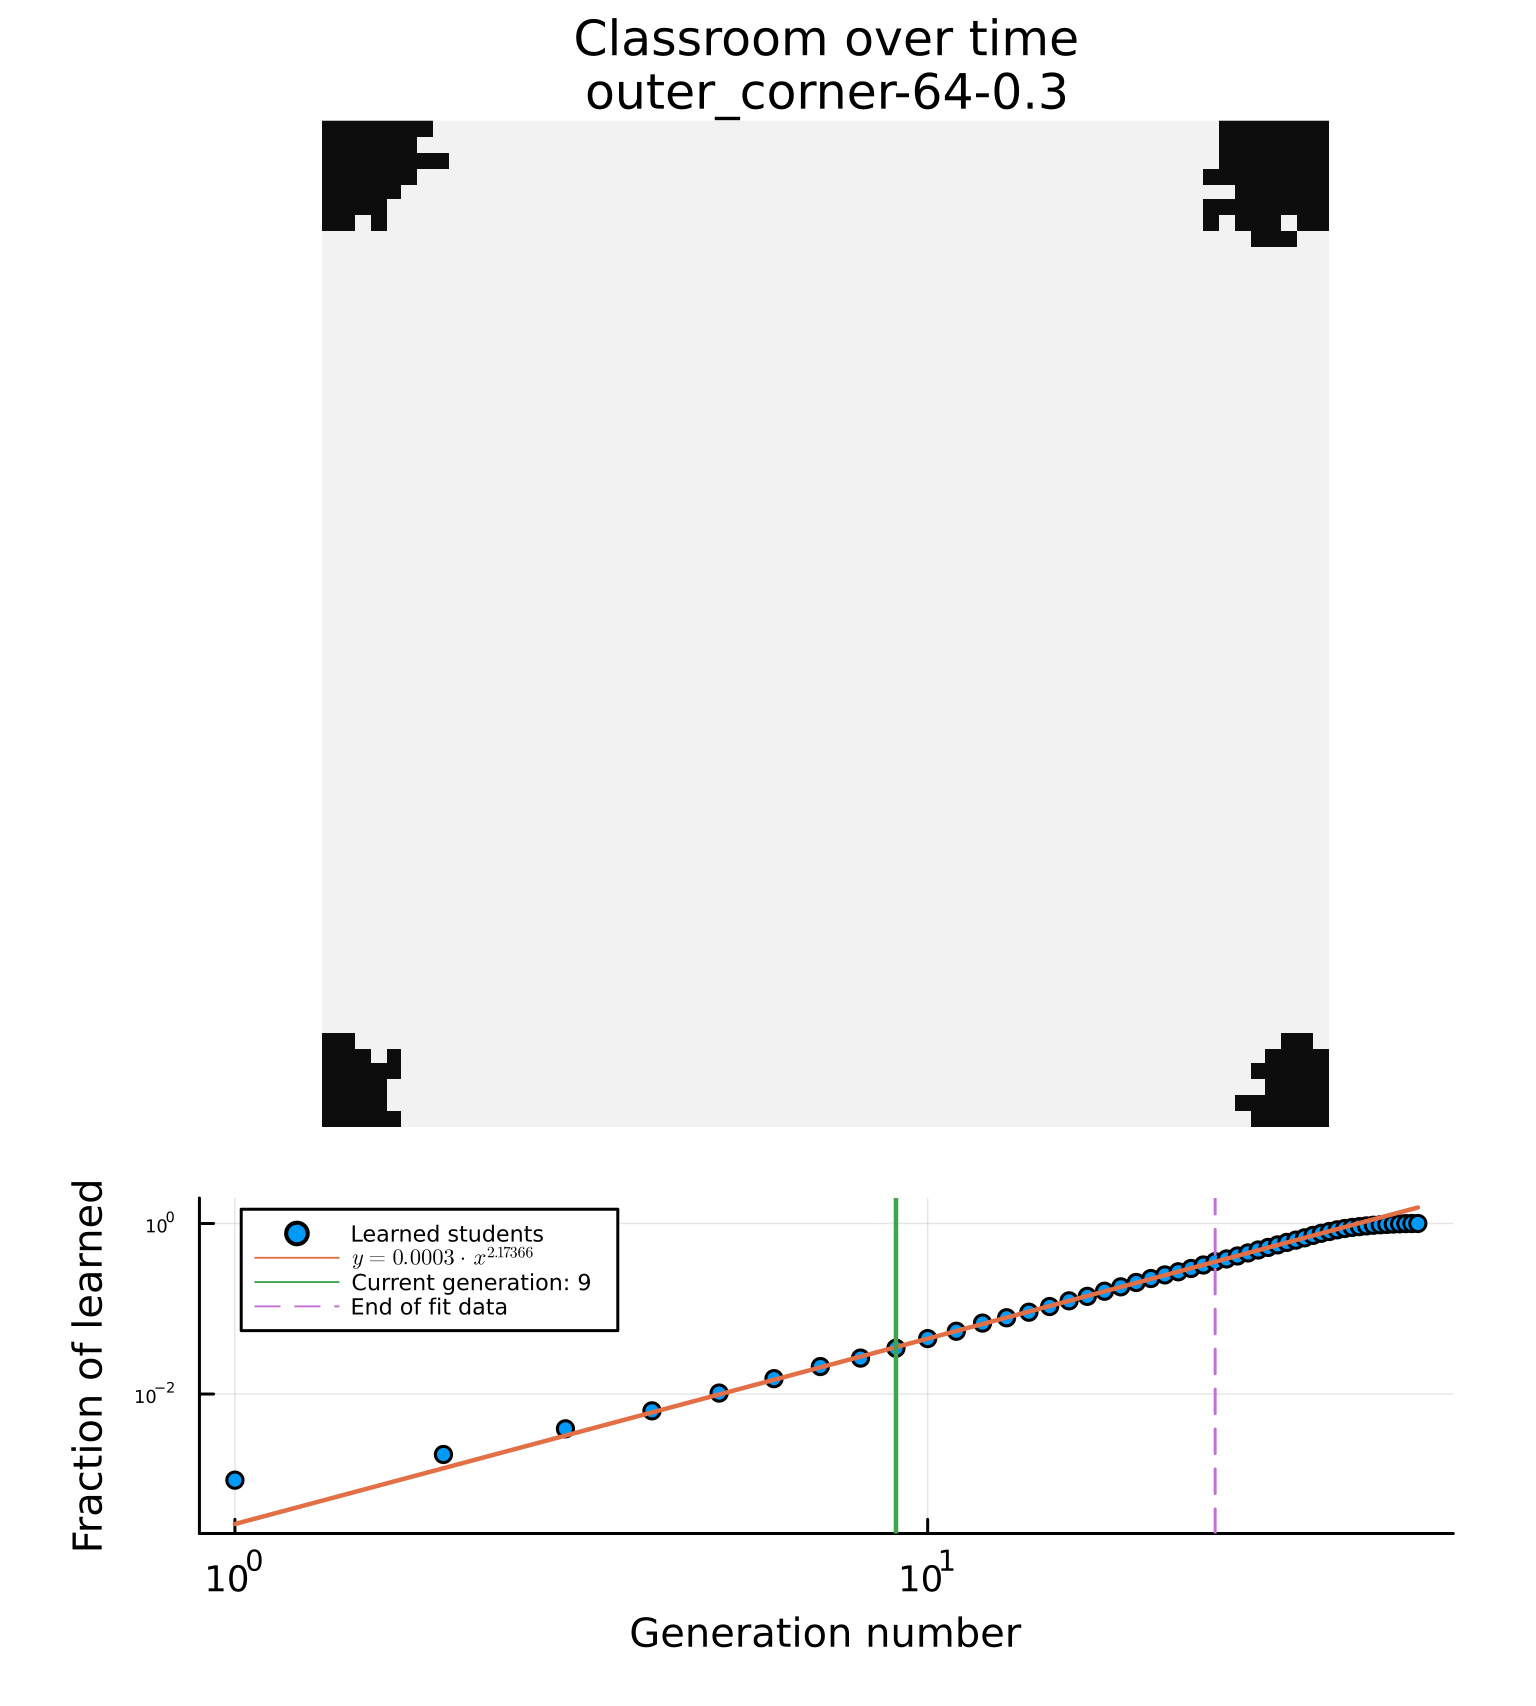 Classroom over time
outer_corner-64-0.3
Fraction of learned
10^0
10^-2
Learned students
y = 0.0003 · x^2.17366
Current generation: 9
End of fit data
10^0
10^1
Generation number